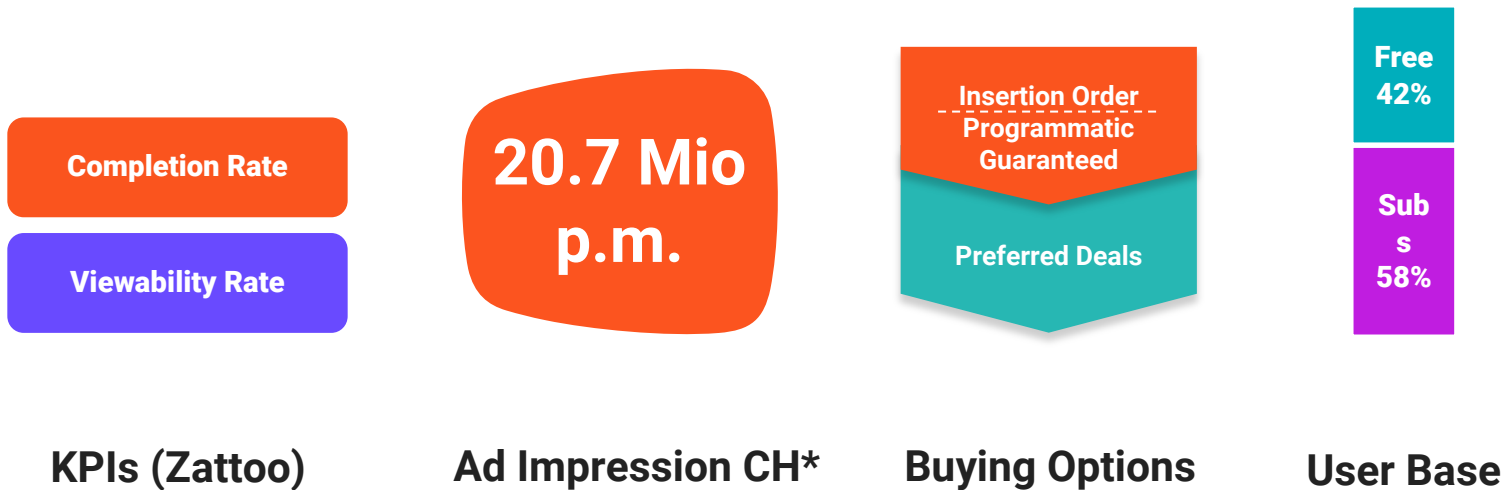 Completion Rate
Viewability Rate
KPIs (Zattoo)
20.7 Mio
p.m.
Ad Impression CH*
Insertion Order
Programmatic
Guaranteed
Preferred Deals
Buying Options
Free
42%
Sub
s
58%
User Base